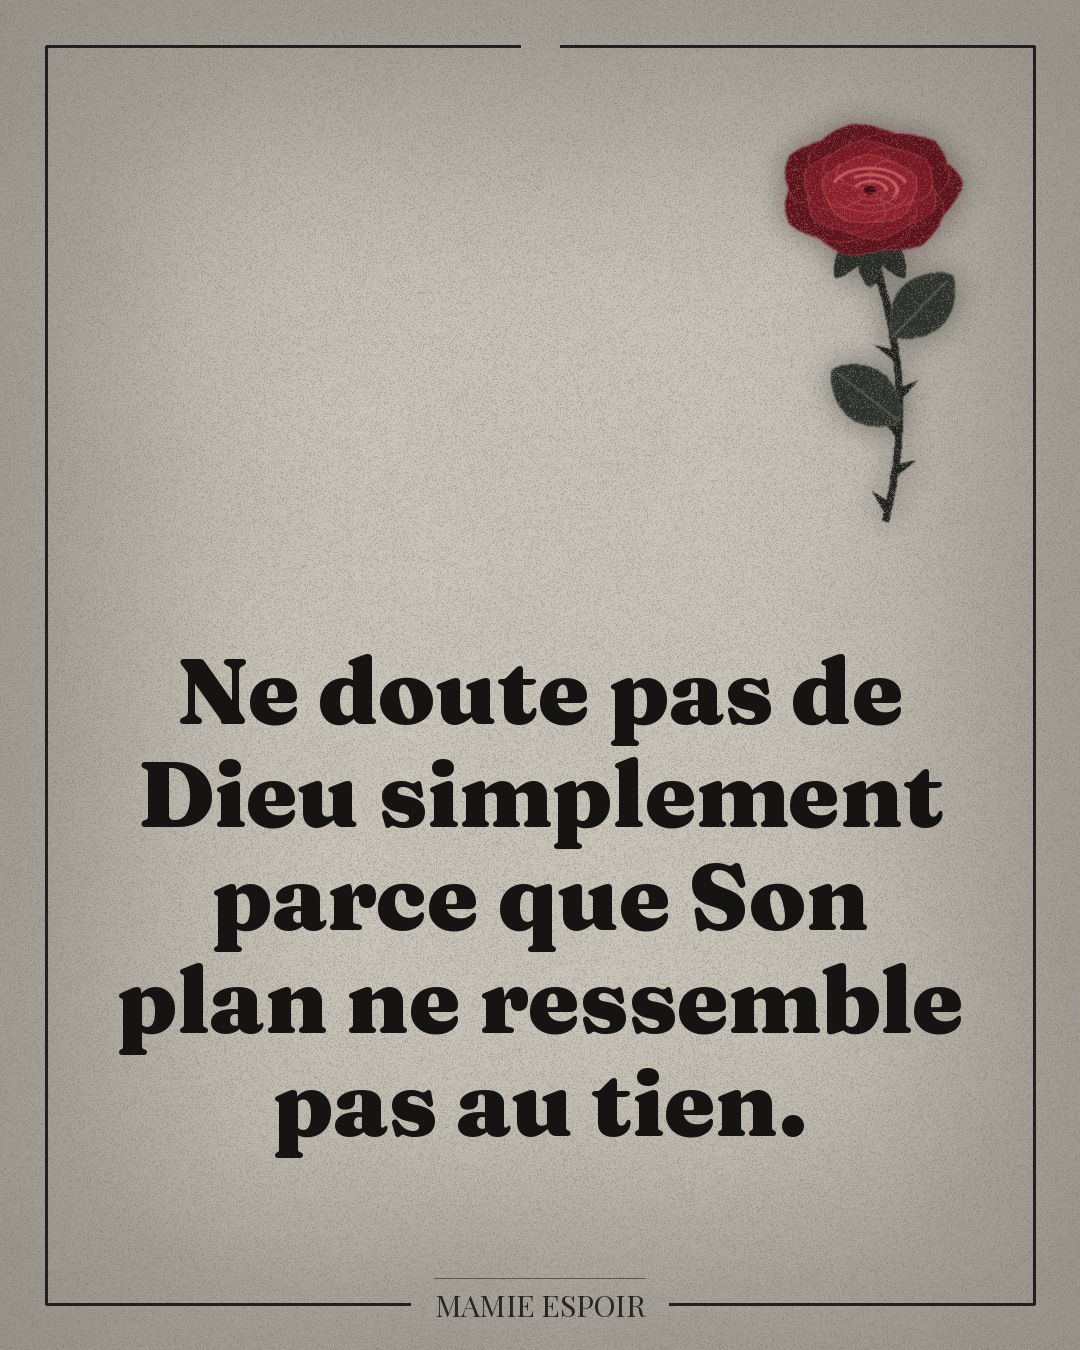 Ne doute pas de
Dieu simplement
parce que Son
plan ne ressemble
pas au tien.
MAMIE ESPOIR